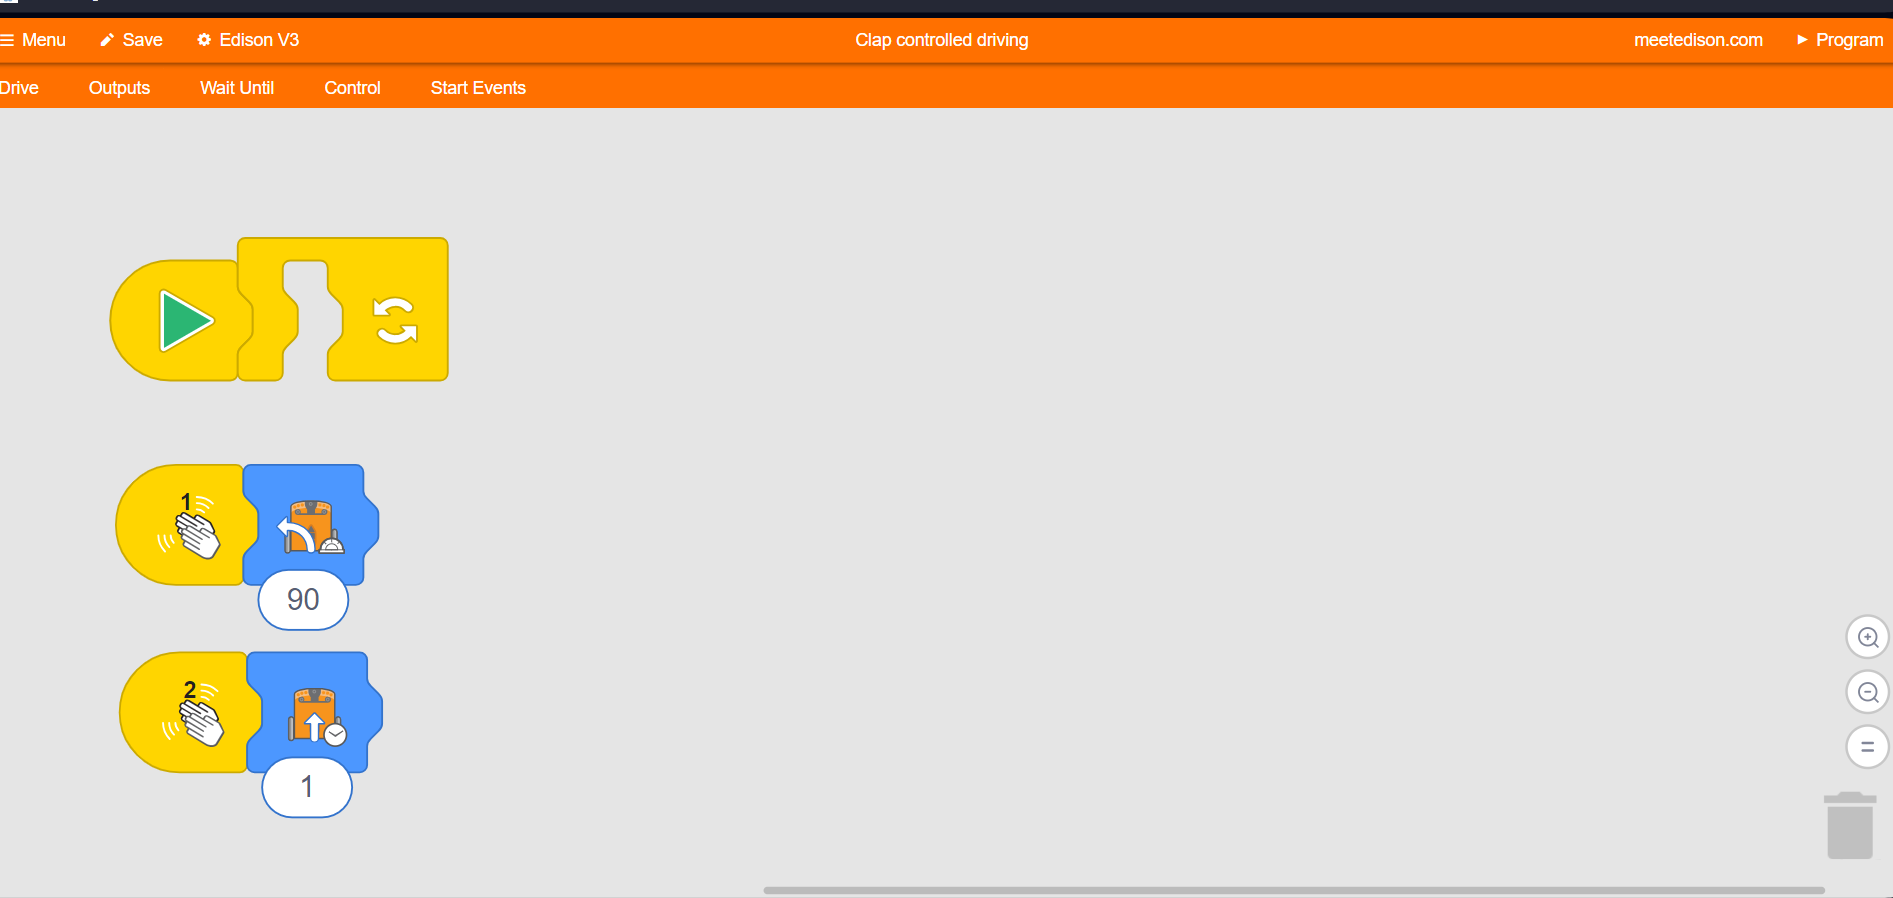 Menu Save Edison V3 Clap controlled driving meetedison.com Program
Drive Outputs Wait Until Control Start Events
1
90
2
1